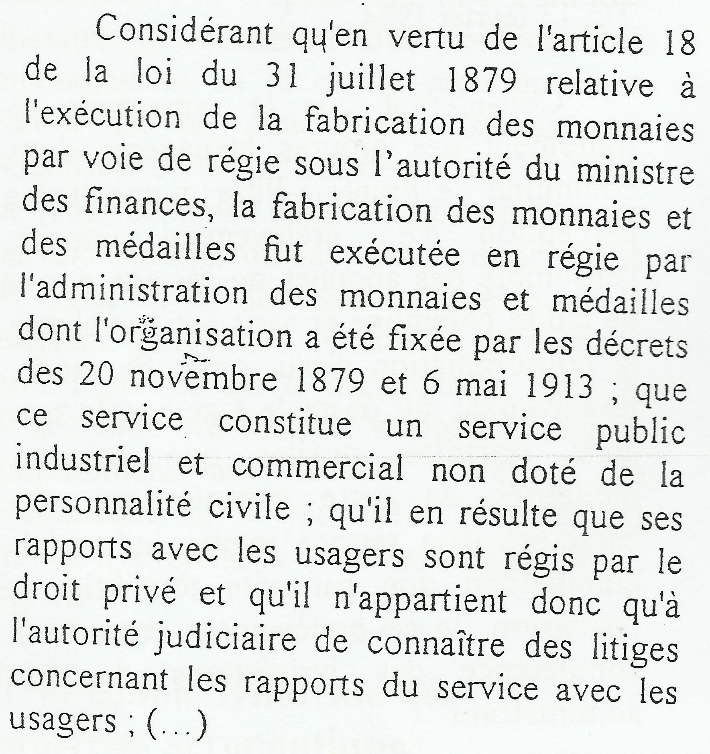 Considérant qu'en vertu de l'article 18
de la loi du 31 juillet 1879 relative à
l'exécution de la fabrication des monnaies
par voie de régie sous l'autorité du ministre
des finances, la fabrication des monnaies et
des médailles fut exécutée en régie par
l'administration des monnaies et médailles
dont l'organisation a été fixée par les décrets
des 20 novembre 1879 et 6 mai 1913 ; que
ce service constitue un service public
industriel et commercial non doté de la
personnalité civile ; qu'il en résulte que ses
rapports avec les usagers sont régis par le
droit privé et qu'il n'appartient donc qu'à
l'autorité judiciaire de connaître des litiges
concernant les rapports du service avec les
usagers ; (...)